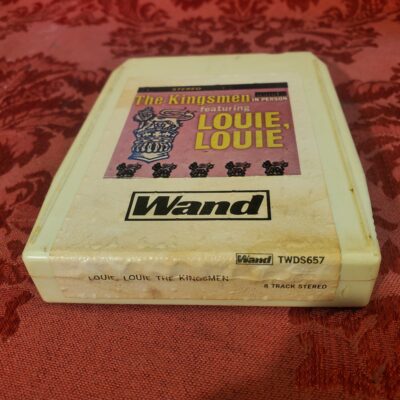 STEREO
The Kingsmen IN PERSON
featuring
LOUIE,
LOUIE
Wand
Wand TWDS657
LOUIE, LOUIE THE KINGSMEN
8 TRACK STEREO